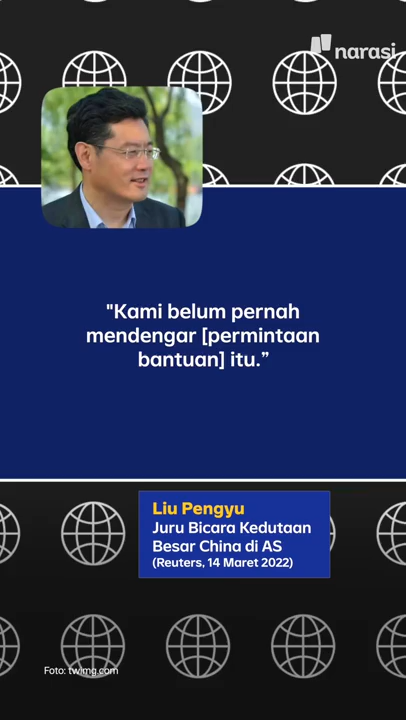 narasi
"Kami belum pernah
mendengar [permintaan
bantuan] itu.”
Liu Pengyu
Juru Bicara Kedutaan
Besar China di AS
(Reuters, 14 Maret 2022)
Foto: twimg.com